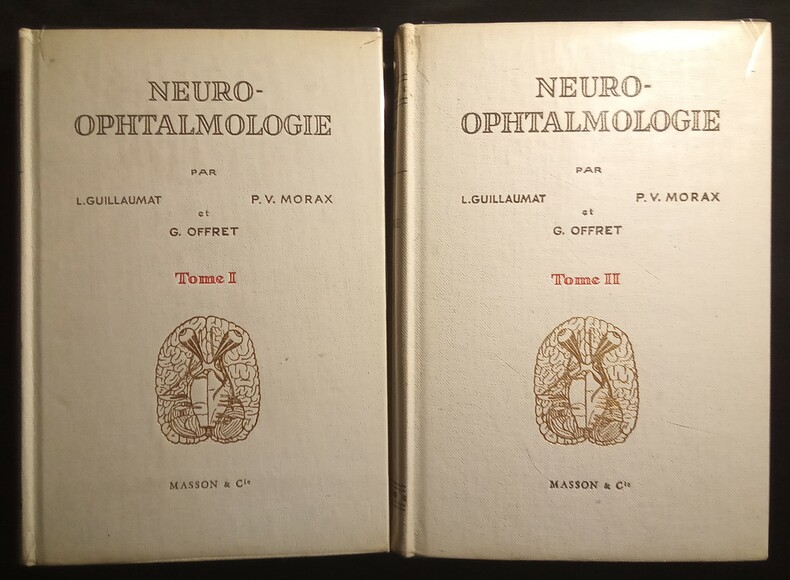 NEURO-
OPHTALMOLOGIE
PAR
L. GUILLAUMAT P. V. MORAX
et
G. OFFRET
Tome I
MASSON & Cie
NEURO-
OPHTALMOLOGIE
PAR
L. GUILLAUMAT P. V. MORAX
et
G. OFFRET
Tome II
MASSON & Cie